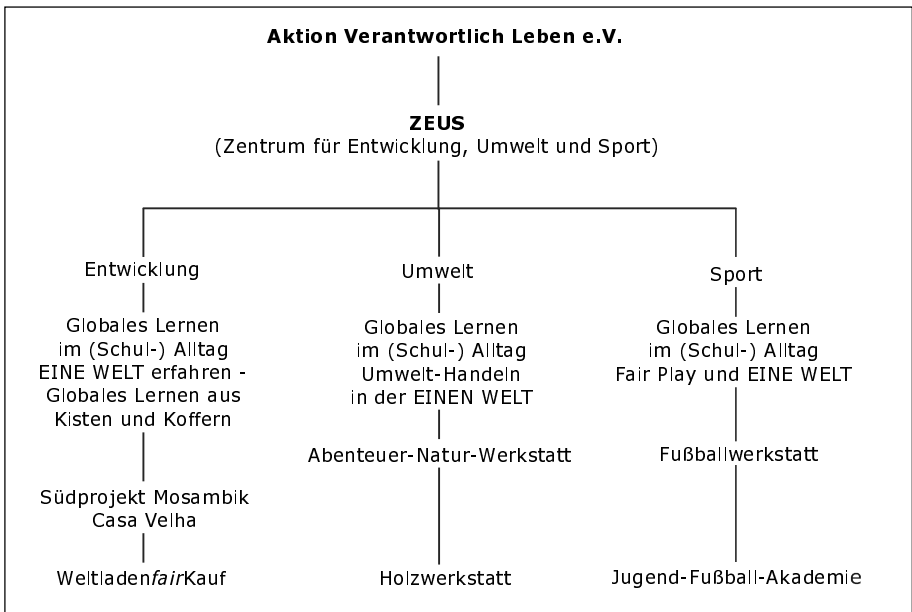 Aktion Verantwortlich Leben e.V.
ZEUS
(Zentrum für Entwicklung, Umwelt und Sport)
Entwicklung
Globales Lernen
im (Schul-) Alltag
EINE WELT erfahren -
Globales Lernen aus
Kisten und Koffern
Südprojekt Mosambik
Casa Velha
WeltladenfairKauf
Umwelt
Globales Lernen
im (Schul-) Alltag
Umwelt-Handeln
in der EINEN WELT
Abenteuer-Natur-Werkstatt
Holzwerkstatt
Sport
Globales Lernen
im (Schul-) Alltag
Fair Play und EINE WELT
Fußballwerkstatt
Jugend-Fußball-Akademie